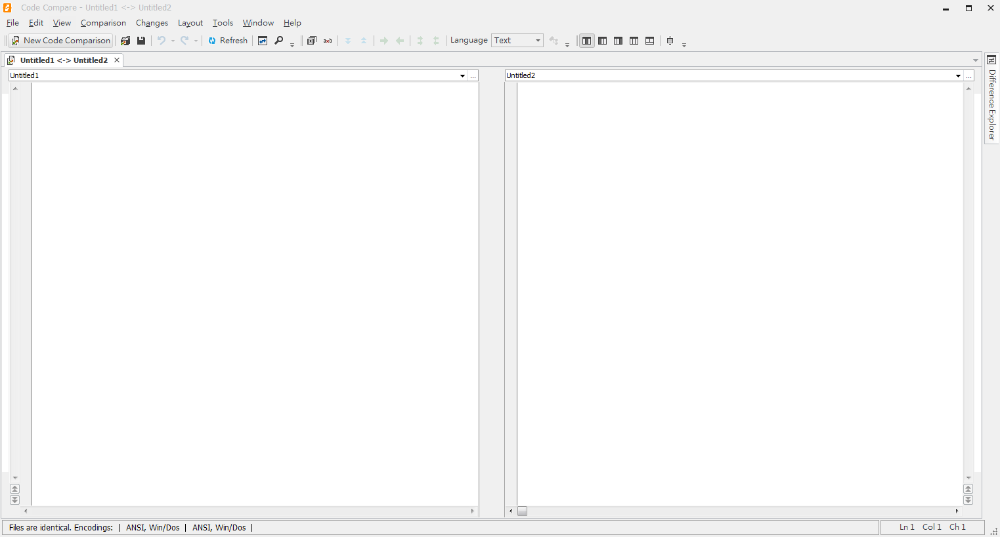 Code Compare - Untitled1 <-> Untitled2
File Edit View Comparison Changes Layout Tools Window Help
New Code Comparison Refresh axb Language Text
Untitled1 <-> Untitled2
Untitled1 ... Untitled2 ...
Difference Explorer
Files are identical. Encodings: | ANSI, Win/Dos | ANSI, Win/Dos | Ln 1 Col 1 Ch 1